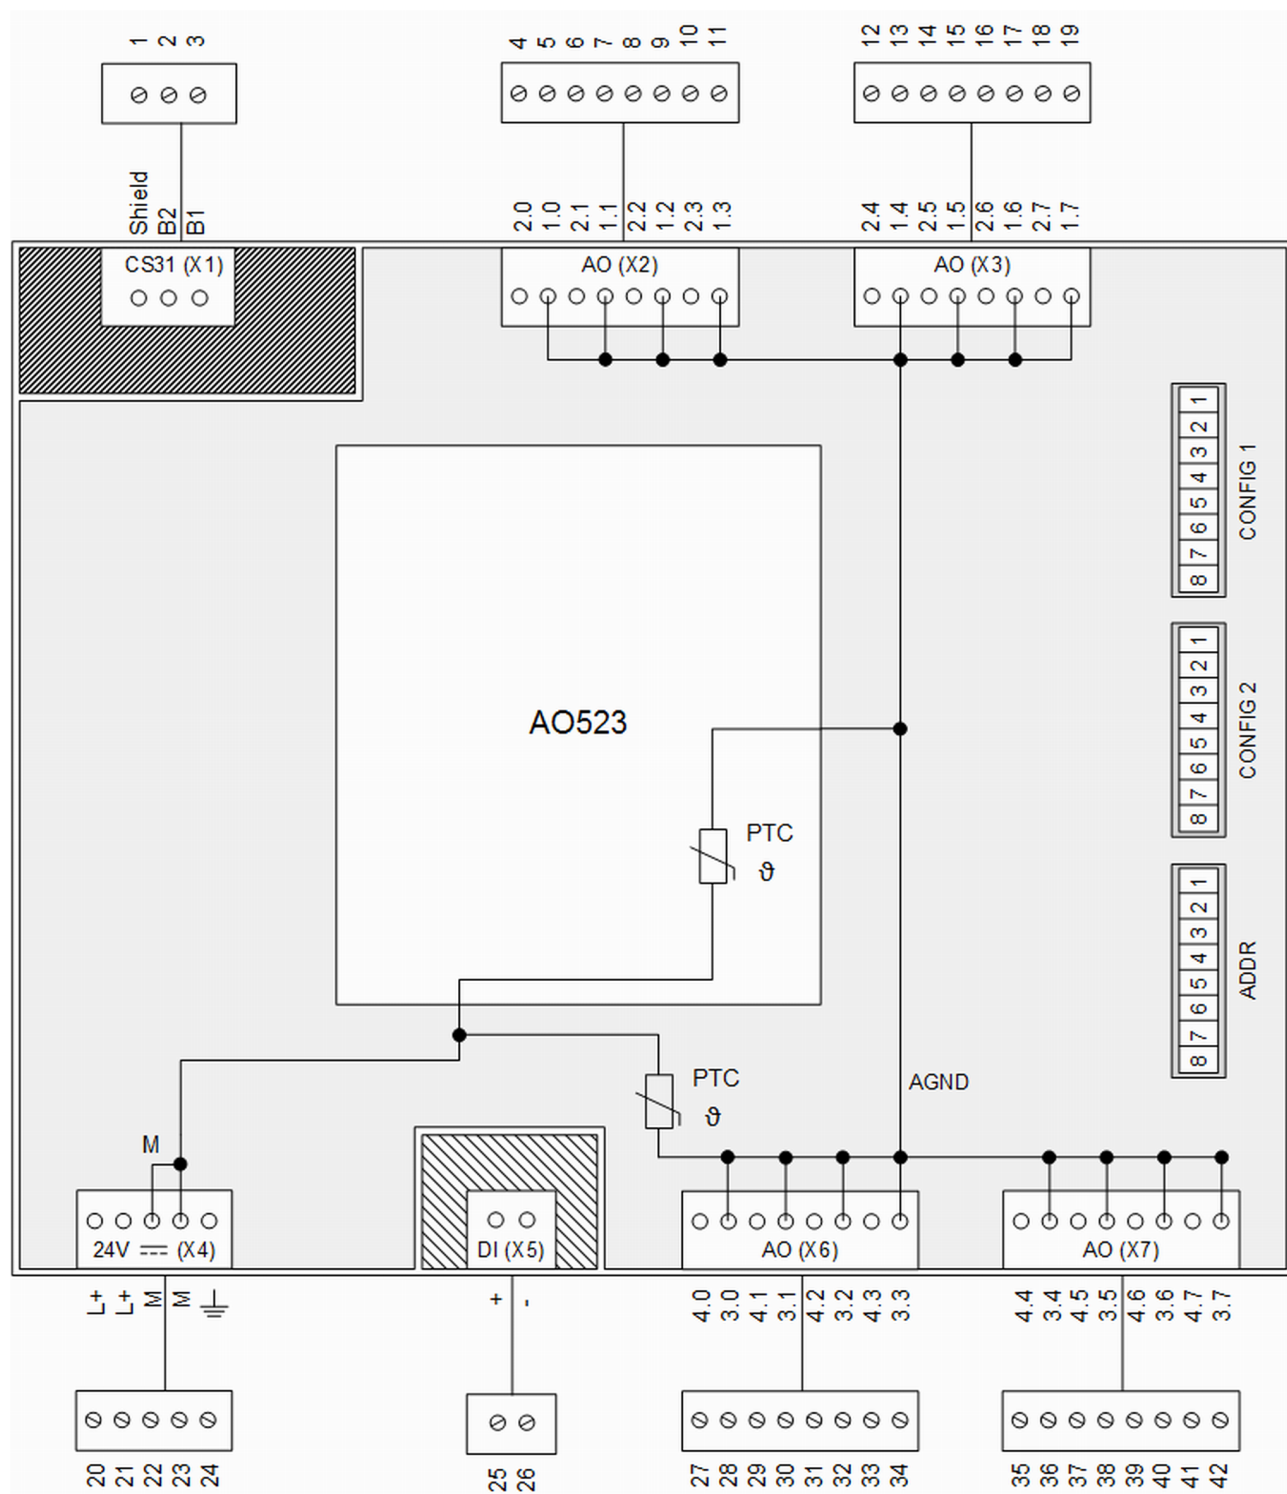 1 2 3
4 5 6 7 8 9 10 11
12 13 14 15 16 17 18 19
Shield B2 B1
2.0 1.0 2.1 1.1 2.2 1.2 2.3 1.3
2.4 1.4 2.5 1.5 2.6 1.6 2.7 1.7
CS31 (X1)
AO (X2)
AO (X3)
1 2 3 4 5 6 7 8
CONFIG 1
1 2 3 4 5 6 7 8
CONFIG 2
AO523
PTC
ϑ
1 2 3 4 5 6 7 8
ADDR
PTC
ϑ
AGND
M
24V (X4)
DI (X5)
AO (X6)
AO (X7)
L+ L+ M M
+ -
4.0 3.0 4.1 3.1 4.2 3.2 4.3 3.3
4.4 3.4 4.5 3.5 4.6 3.6 4.7 3.7
20 21 22 23 24
25 26
27 28 29 30 31 32 33 34
35 36 37 38 39 40 41 42